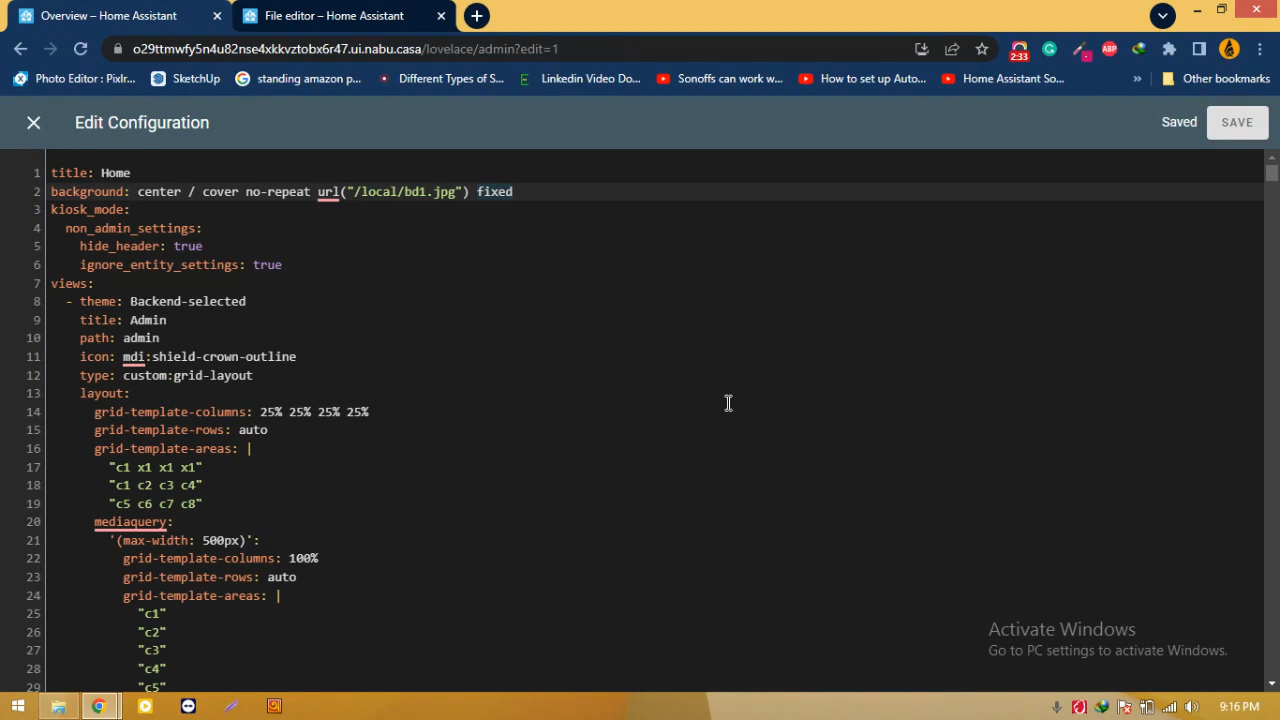 Overview – Home Assistant
File editor – Home Assistant
o29ttmwfy5n4u82nse4xkkvztobx6r47.ui.nabu.casa/lovelace/admin?edit=1
2:33
ABP
Photo Editor : Pixlr...
SketchUp
standing amazon p...
Different Types of S...
Linkedin Video Do...
Sonoffs can work w...
How to set up Auto...
Home Assistant So...
»
Other bookmarks
Edit Configuration
Saved
SAVE
1 title: Home
2 background: center / cover no-repeat url("/local/bd1.jpg") fixed
3 kiosk_mode:
4 non_admin_settings:
5 hide_header: true
6 ignore_entity_settings: true
7 views:
8 - theme: Backend-selected
9 title: Admin
10 path: admin
11 icon: mdi:shield-crown-outline
12 type: custom:grid-layout
13 layout:
14 grid-template-columns: 25% 25% 25% 25%
15 grid-template-rows: auto
16 grid-template-areas: |
17 "c1 x1 x1 x1"
18 "c1 c2 c3 c4"
19 "c5 c6 c7 c8"
20 mediaquery:
21 '(max-width: 500px)':
22 grid-template-columns: 100%
23 grid-template-rows: auto
24 grid-template-areas: |
25 "c1"
26 "c2"
27 "c3"
28 "c4"
29 "c5"
Activate Windows
Go to PC settings to activate Windows.
9:16 PM